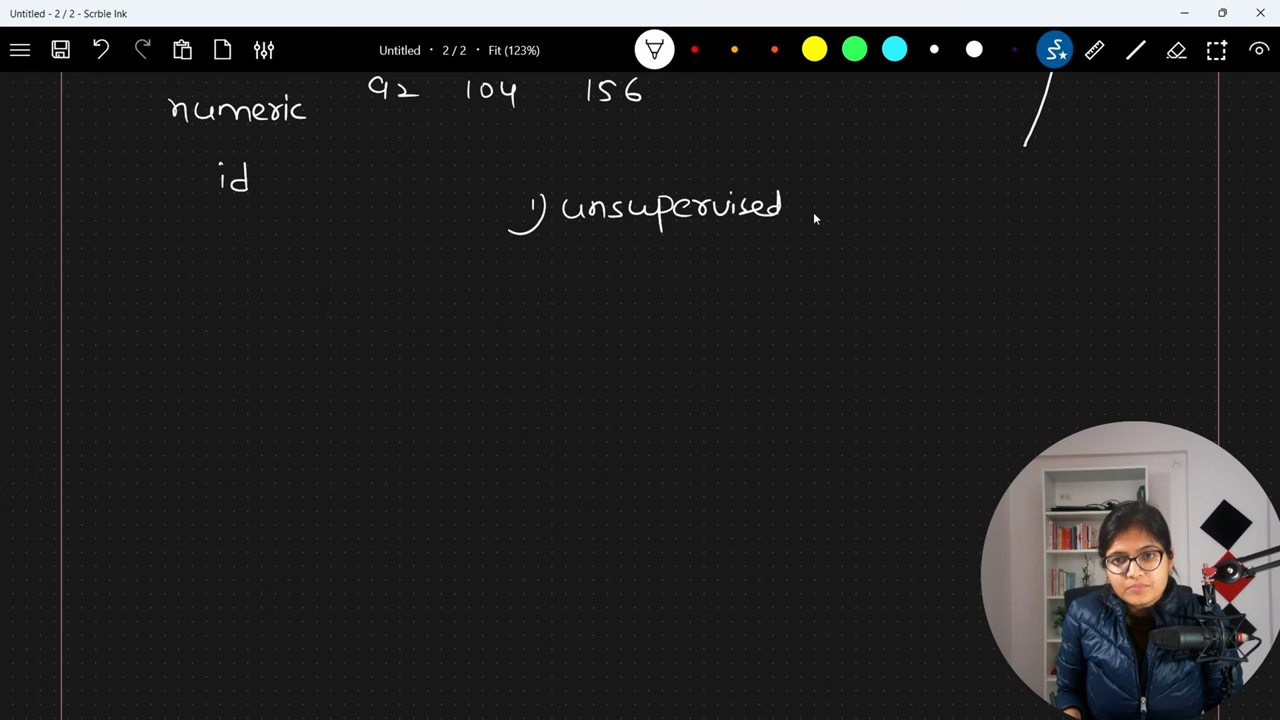 Untitled - 2 / 2 - Scrble Ink
Untitled • 2 / 2 • Fit (123%)
92 104 156
numeric
id
1) unsupervised